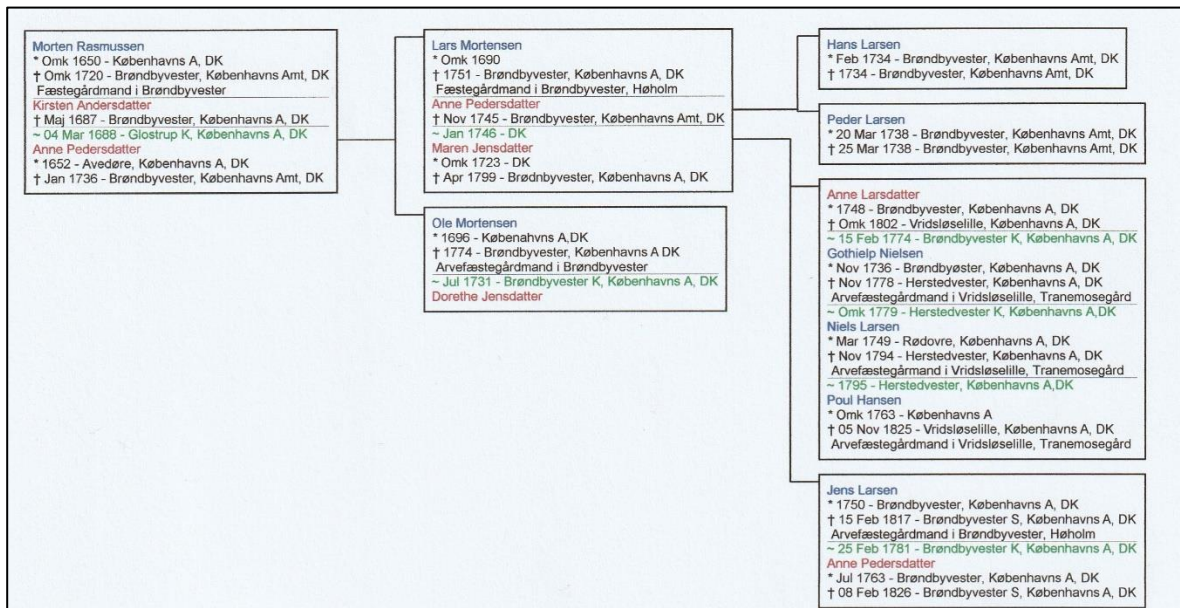 Morten Rasmussen
* Omk 1650 - Københavns A, DK
† Omk 1720 - Brøndbyvester, Københavns Amt, DK
Fæstegårdmand i Brøndbyvester
Kirsten Andersdatter
† Maj 1687 - Brøndbyvester, Københavns A, DK
~ 04 Mar 1688 - Glostrup K, Københavns A, DK
Anne Pedersdatter
* 1652 - Avedøre, Københavns A, DK
† Jan 1736 - Brøndbyvester, Københavns Amt, DK
Lars Mortensen
* Omk 1690
† 1751 - Brøndbyvester, Københavns A, DK
Fæstegårdmand i Brøndbyvester, Høholm
Anne Pedersdatter
† Nov 1745 - Brøndbyvester, Københavns Amt, DK
~ Jan 1746 - DK
Maren Jensdatter
* Omk 1723 - DK
† Apr 1799 - Brødnbyvester, Københavns A, DK
Ole Mortensen
* 1696 - Købenahvns A,DK
† 1774 - Brøndbyvester, Københavns A DK
Arvefæstegårdmand i Brøndbyvester
~ Jul 1731 - Brøndbyvester K, Københavns A, DK
Dorethe Jensdatter
Hans Larsen
* Feb 1734 - Brøndbyvester, Københavns Amt, DK
† 1734 - Brøndbyvester, Københavns Amt, DK
Peder Larsen
* 20 Mar 1738 - Brøndbyvester, Københavns Amt, DK
† 25 Mar 1738 - Brøndbyvester, Københavns Amt, DK
Anne Larsdatter
* 1748 - Brøndbyvester, Københavns A, DK
† Omk 1802 - Vridsløselille, Københavns A, DK
~ 15 Feb 1774 - Brøndbyvester K, Københavns A, DK
Gothielp Nielsen
* Nov 1736 - Brøndbyøster, Københavns A, DK
† Nov 1778 - Herstedvester, Københavns A, DK
Arvefæstegårdmand i Vridsløselille, Tranemosegård
~ Omk 1779 - Herstedvester K, Københavns A,DK
Niels Larsen
* Mar 1749 - Rødovre, Københavns A, DK
† Nov 1794 - Herstedvester, Københavns A, DK
Arvefæstegårmand i Vridsløselille, Tranemosegård
~ 1795 - Herstedvester, Københavns A,DK
Poul Hansen
* Omk 1763 - Københavns A
† 05 Nov 1825 - Vridsløselille, Københavns A, DK
Arvefæstegårdmand i Vridsløselille, Tranemosegård
Jens Larsen
* 1750 - Brøndbyvester, Københavns A, DK
† 15 Feb 1817 - Brøndbyvester S, Københavns A, DK
Arvefæstegårdmand i Brøndbyvester, Høholm
~ 25 Feb 1781 - Brøndbyvester K, Københavns A, DK
Anne Pedersdatter
* Jul 1763 - Brøndbyvester, Københavns A, DK
† 08 Feb 1826 - Brøndbyvester S, Københavns A, DK